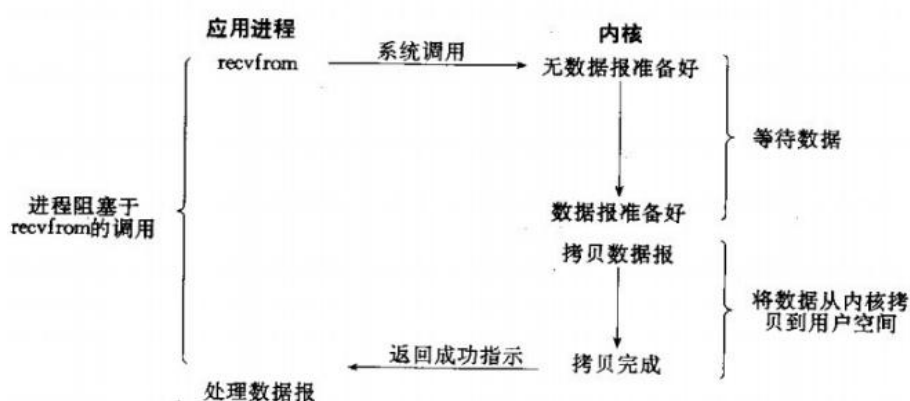 应用进程
内核
recvfrom
系统调用
无数据报准备好
等待数据
进程阻塞于
recvfrom的调用
数据报准备好
拷贝数据报
将数据从内核拷
贝到用户空间
返回成功指示
拷贝完成
处理数据报